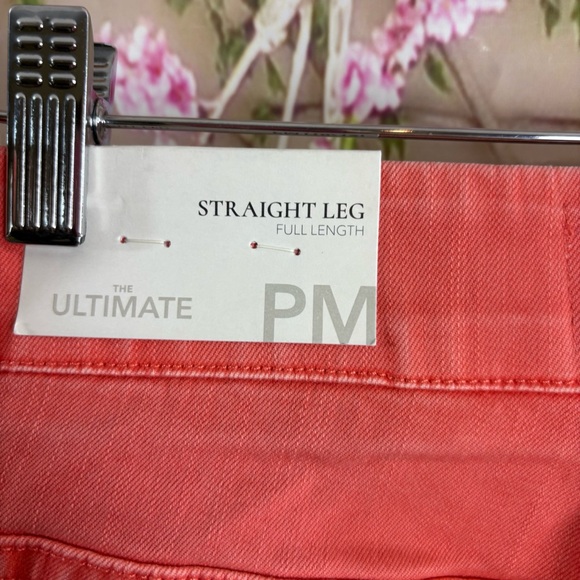 STRAIGHT LEG
FULL LENGTH
THE
ULTIMATE
PM